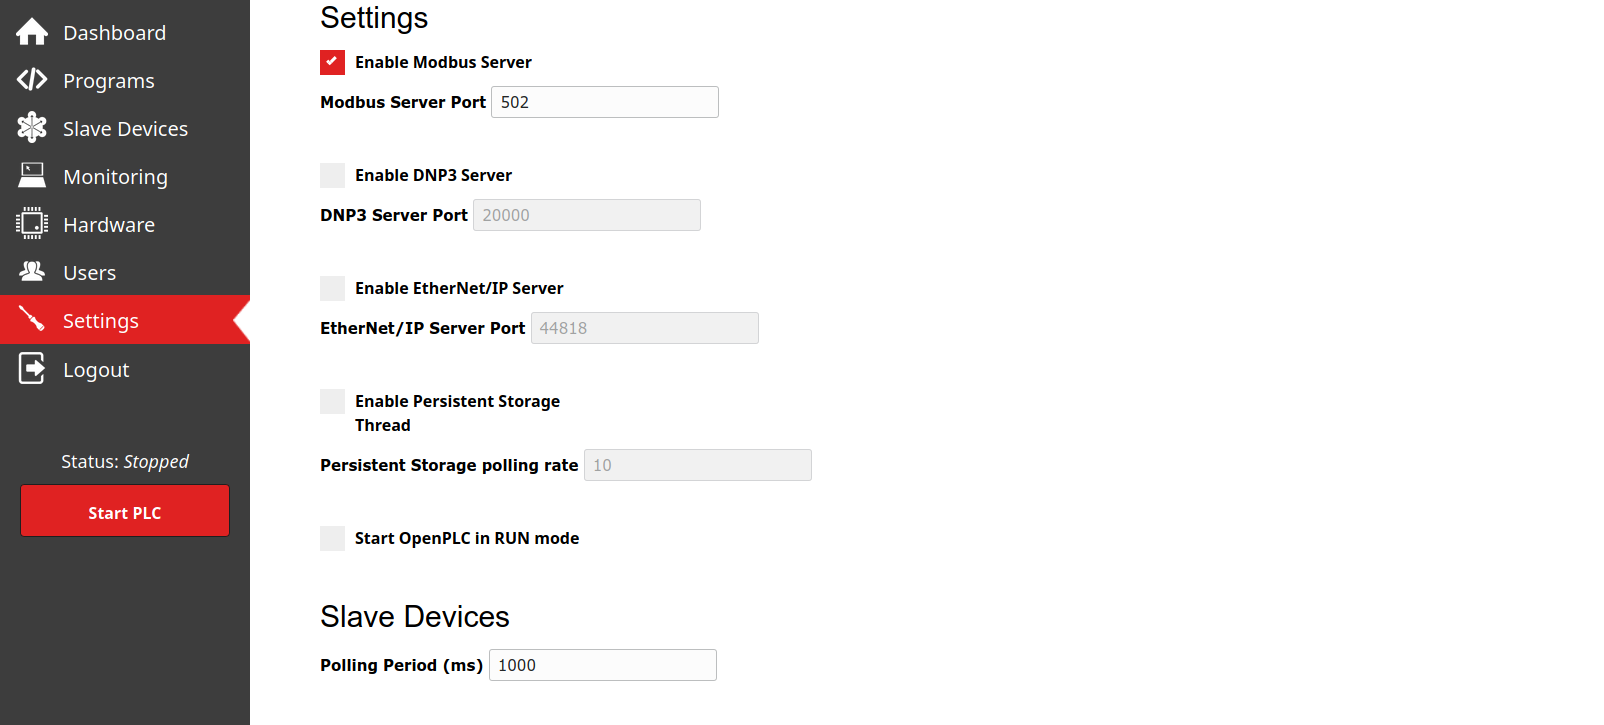 Dashboard
Programs
Slave Devices
Monitoring
Hardware
Users
Settings
Logout
Status: Stopped
Start PLC
Settings
Enable Modbus Server
Modbus Server Port 502
Enable DNP3 Server
DNP3 Server Port 20000
Enable EtherNet/IP Server
EtherNet/IP Server Port 44818
Enable Persistent Storage
Thread
Persistent Storage polling rate 10
Start OpenPLC in RUN mode
Slave Devices
Polling Period (ms) 1000